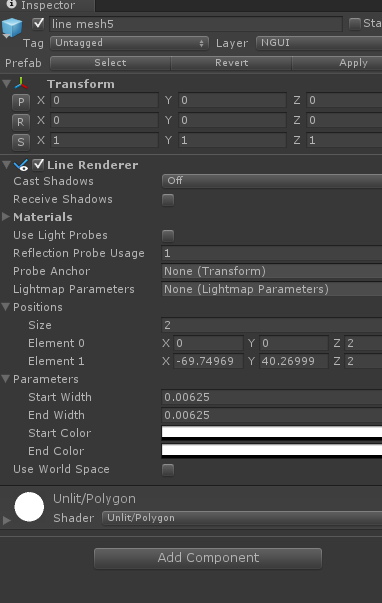 Inspector
line mesh5 Sta
Tag Untagged Layer NGUI
Prefab Select Revert Apply
Transform
P X 0 Y 0 Z 0
R X 0 Y 0 Z 0
S X 1 Y 1 Z 1
Line Renderer
Cast Shadows Off
Receive Shadows
Materials
Use Light Probes
Reflection Probe Usage 1
Probe Anchor None (Transform)
Lightmap Parameters None (Lightmap Parameters)
Positions
Size 2
Element 0 X 0 Y 0 Z 2
Element 1 X -69.74969 Y 40.26999 Z 2
Parameters
Start Width 0.00625
End Width 0.00625
Start Color
End Color
Use World Space
Unlit/Polygon
Shader Unlit/Polygon
Add Component